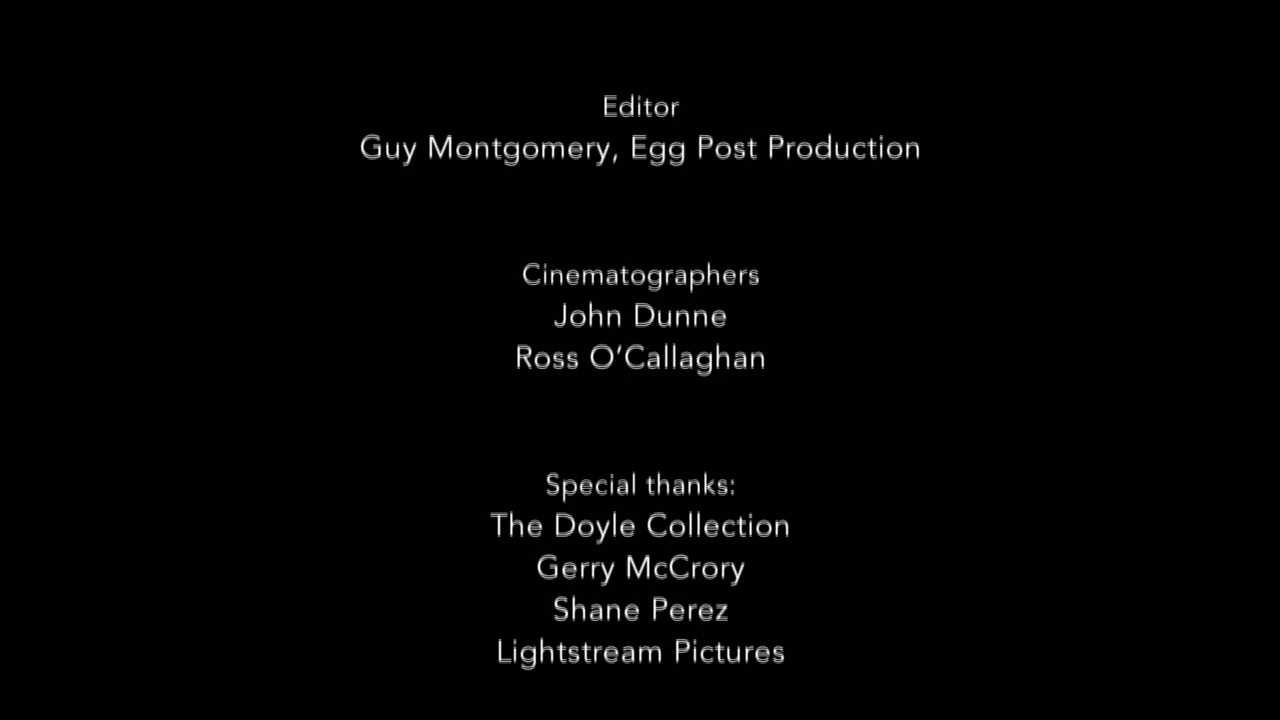 Editor
Guy Montgomery, Egg Post Production
Cinematographers
John Dunne
Ross O’Callaghan
Special thanks:
The Doyle Collection
Gerry McCrory
Shane Perez
Lightstream Pictures